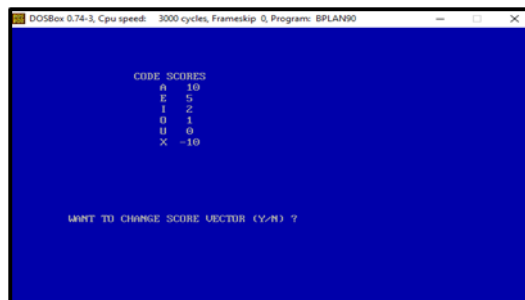 DOSBox 0.74-3, Cpu speed: 3000 cycles, Frameskip 0, Program: BPLAN90
CODE SCORES
A 10
E 5
I 2
O 1
U 0
X -10
WANT TO CHANGE SCORE VECTOR (Y/N) ?